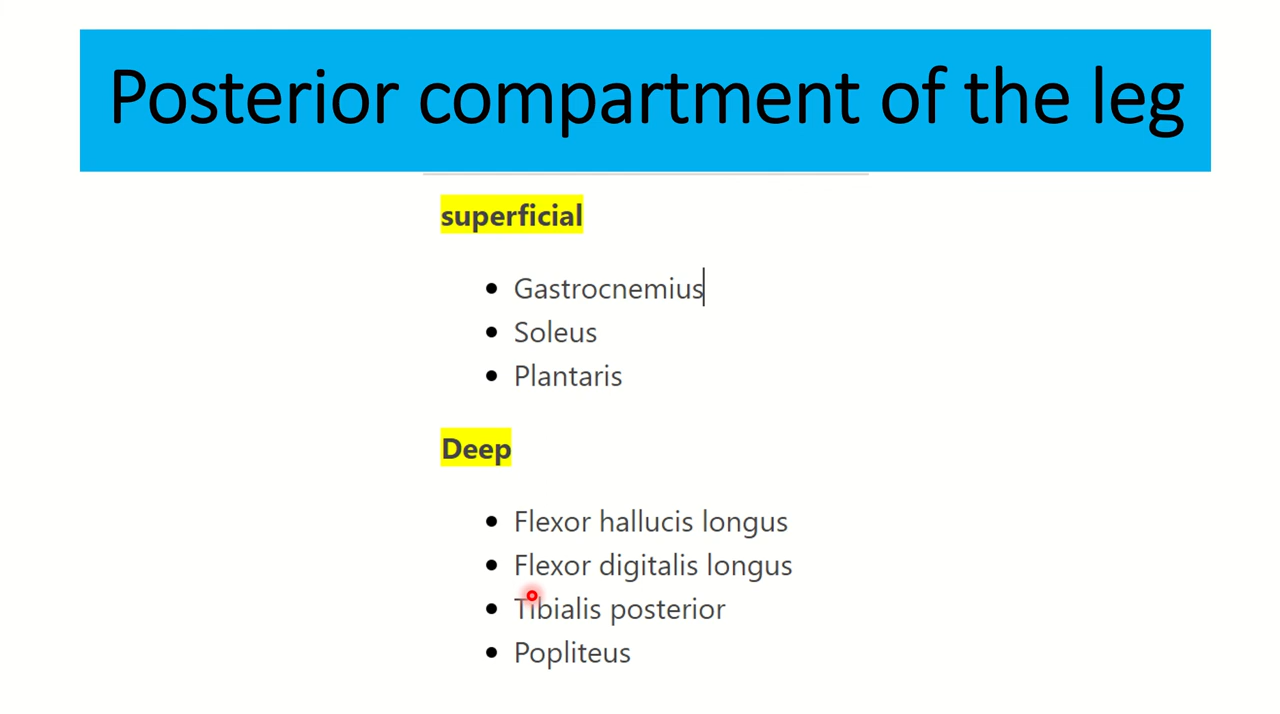 Posterior compartment of the leg
superficial
Gastrocnemius
Soleus
Plantaris
Deep
Flexor hallucis longus
Flexor digitalis longus
Tibialis posterior
Popliteus